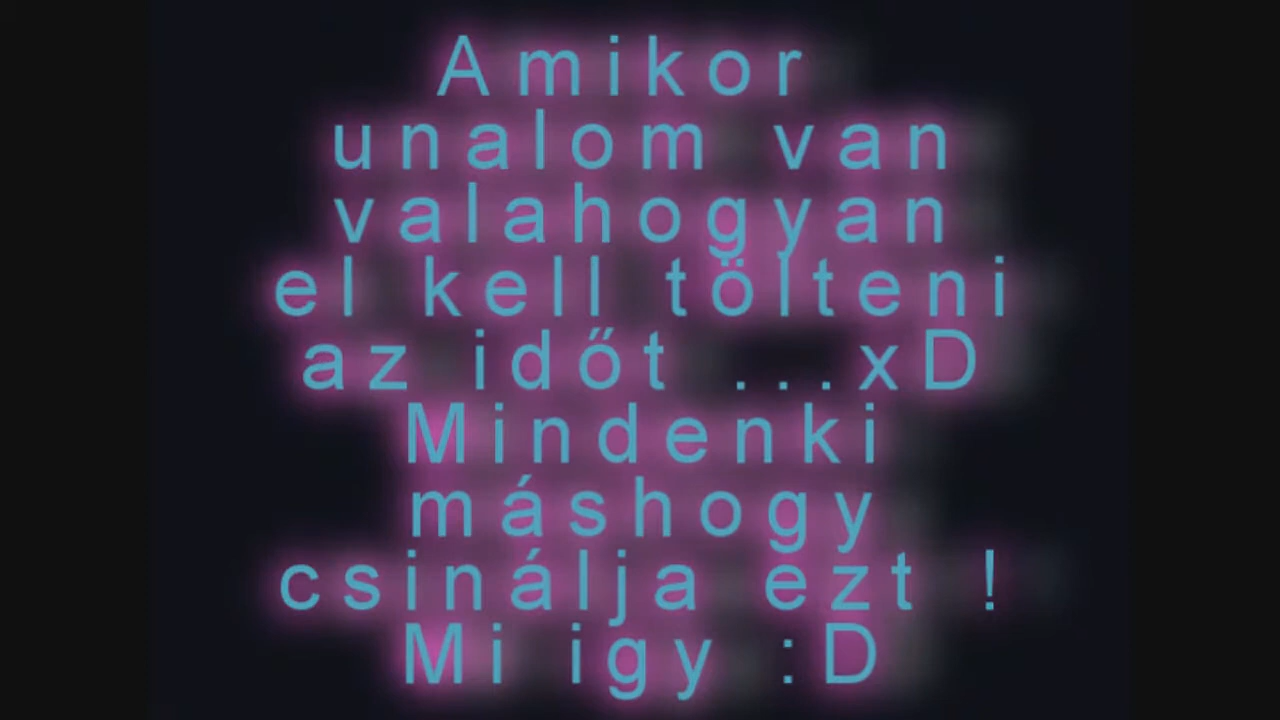 Amikor
unalom van
valahogyan
el kell tölteni
az időt ...xD
Mindenki
máshogy
csinálja ezt !
Mi igy :D